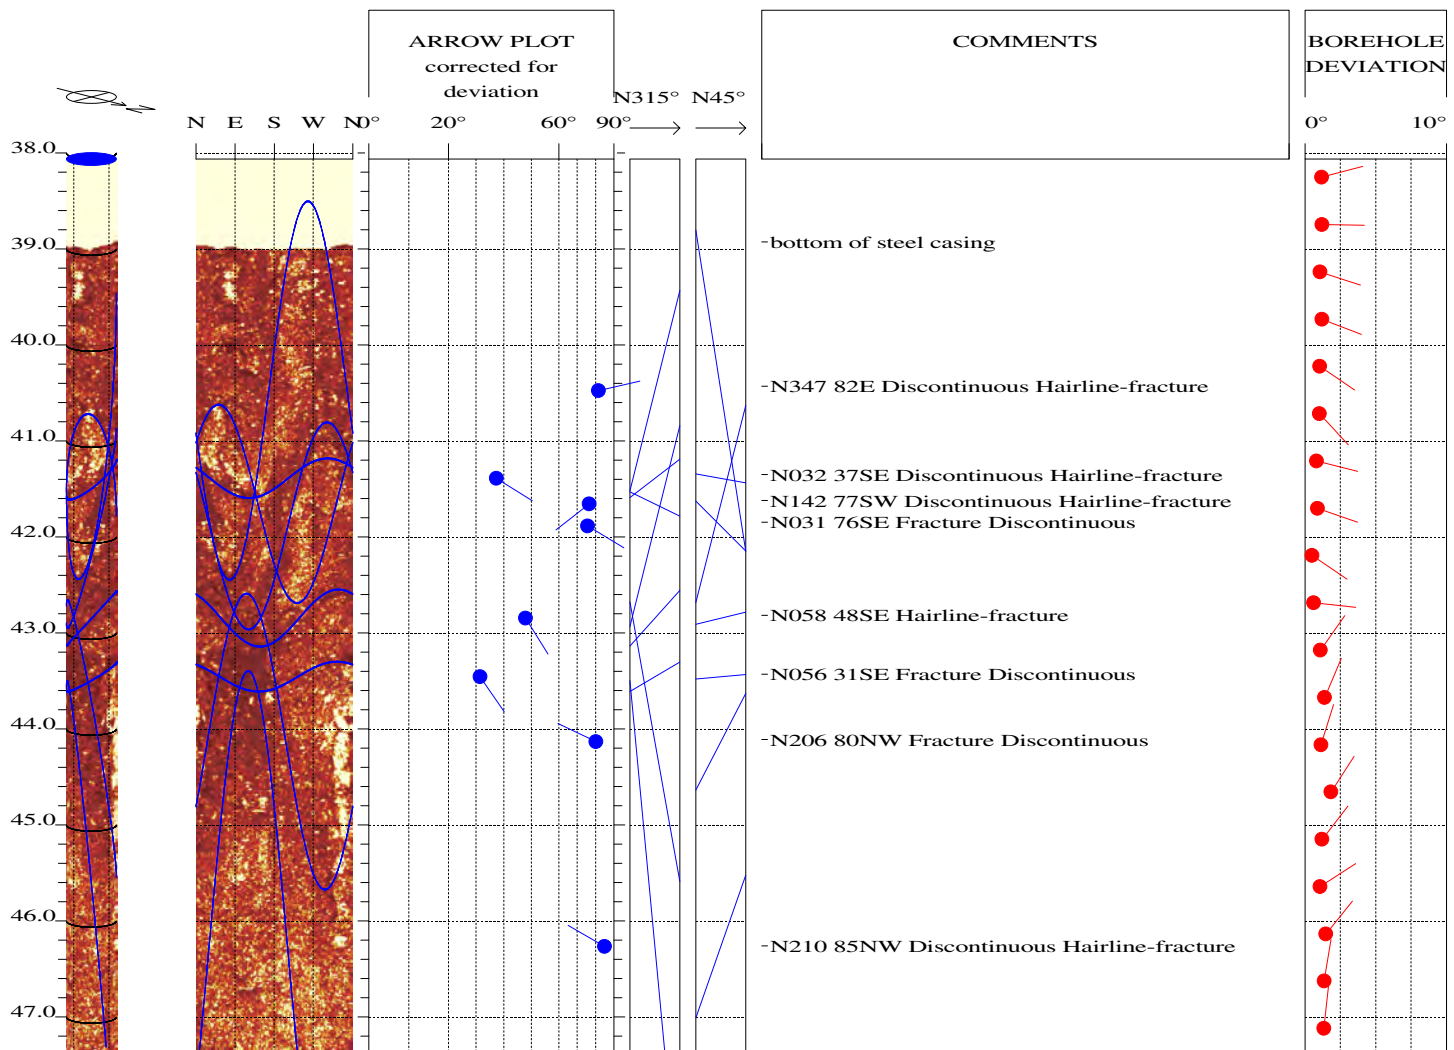 ARROW PLOT
corrected for
deviation
COMMENTS
BOREHOLE
DEVIATION
N315° N45°
N E S W N 0° 20° 60° 90° 0° 10°
38.0
39.0
-bottom of steel casing
40.0
-N347 82E Discontinuous Hairline-fracture
41.0
-N032 37SE Discontinuous Hairline-fracture
-N142 77SW Discontinuous Hairline-fracture
-N031 76SE Fracture Discontinuous
42.0
-N058 48SE Hairline-fracture
43.0
-N056 31SE Fracture Discontinuous
44.0
-N206 80NW Fracture Discontinuous
45.0
46.0
-N210 85NW Discontinuous Hairline-fracture
47.0